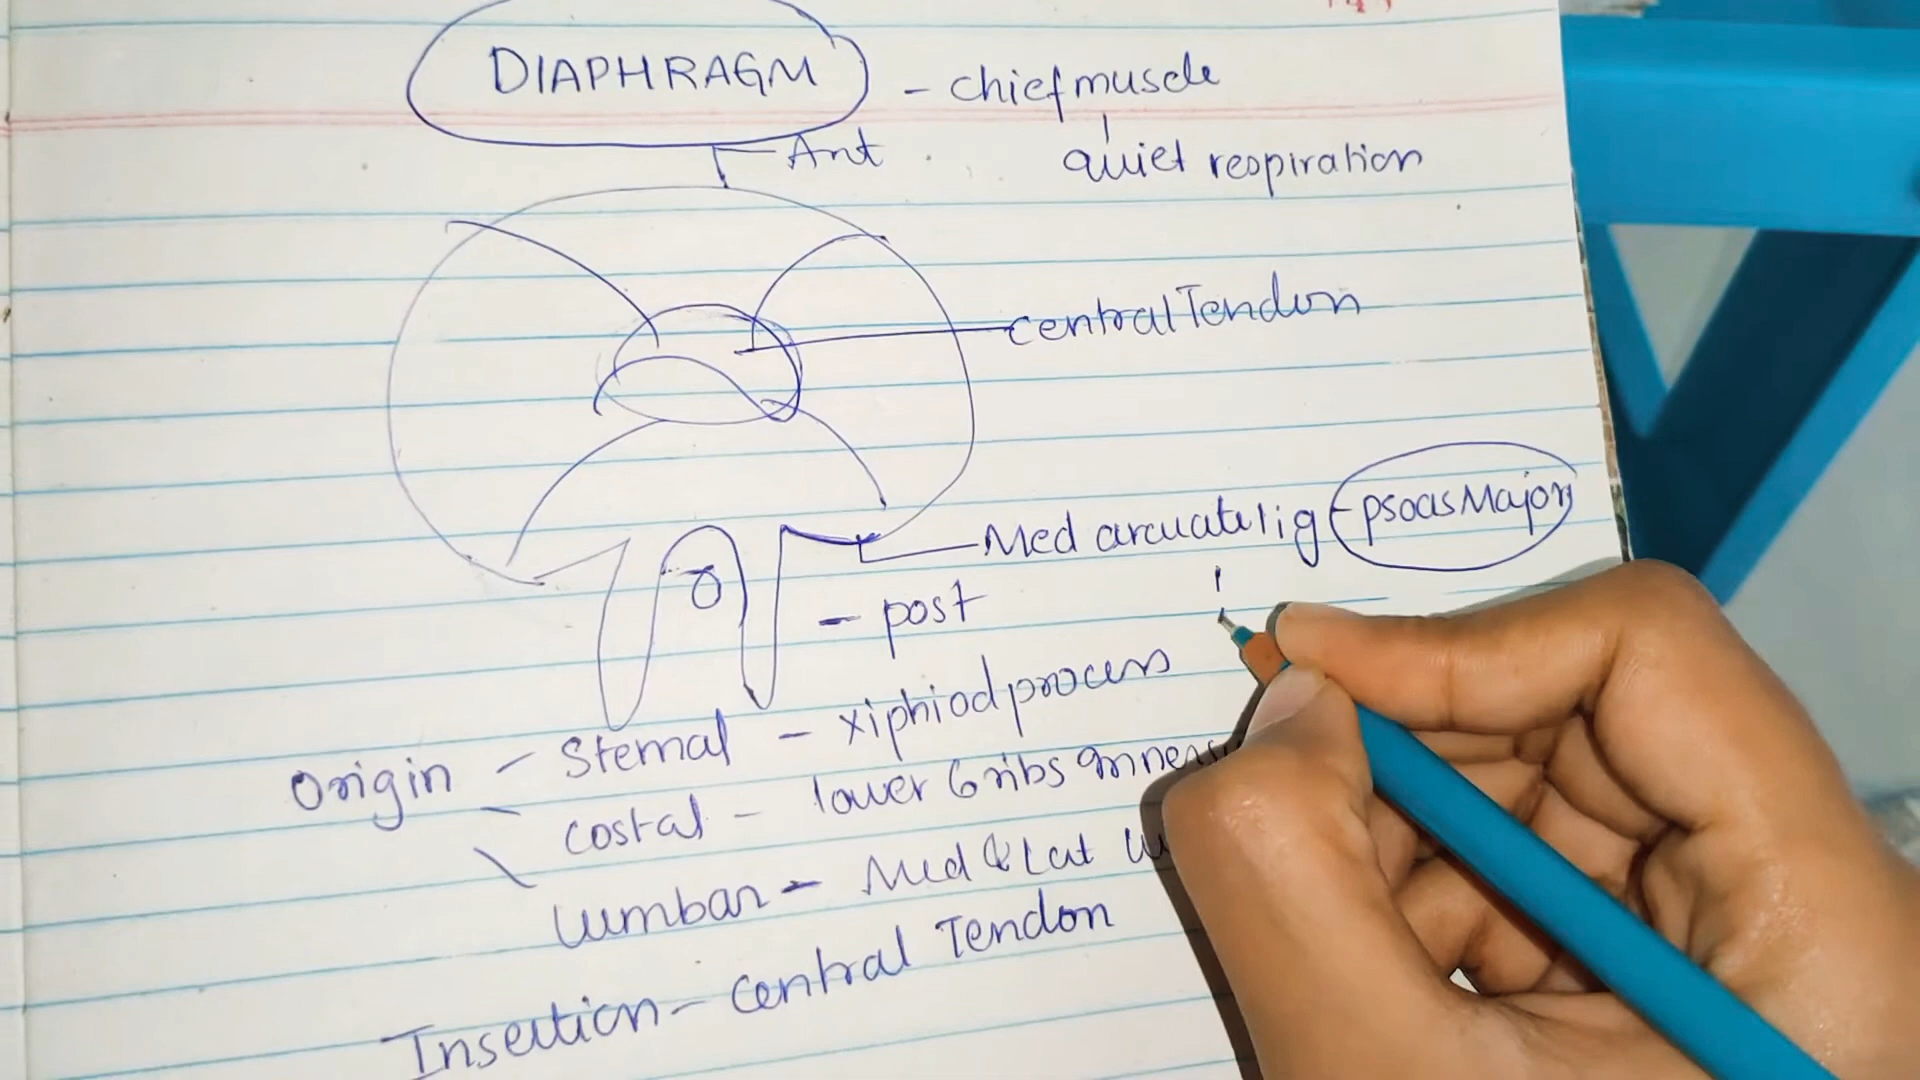 DIAPHRAGM - chief muscle
Ant
quiet respiration
central Tendon
Med arcuate lig - psoas Major
- post
Origin - Sternal - xiphiod process
costal - lower 6 ribs inner
Lumbar - Med & Lat
Insertion - central Tendon